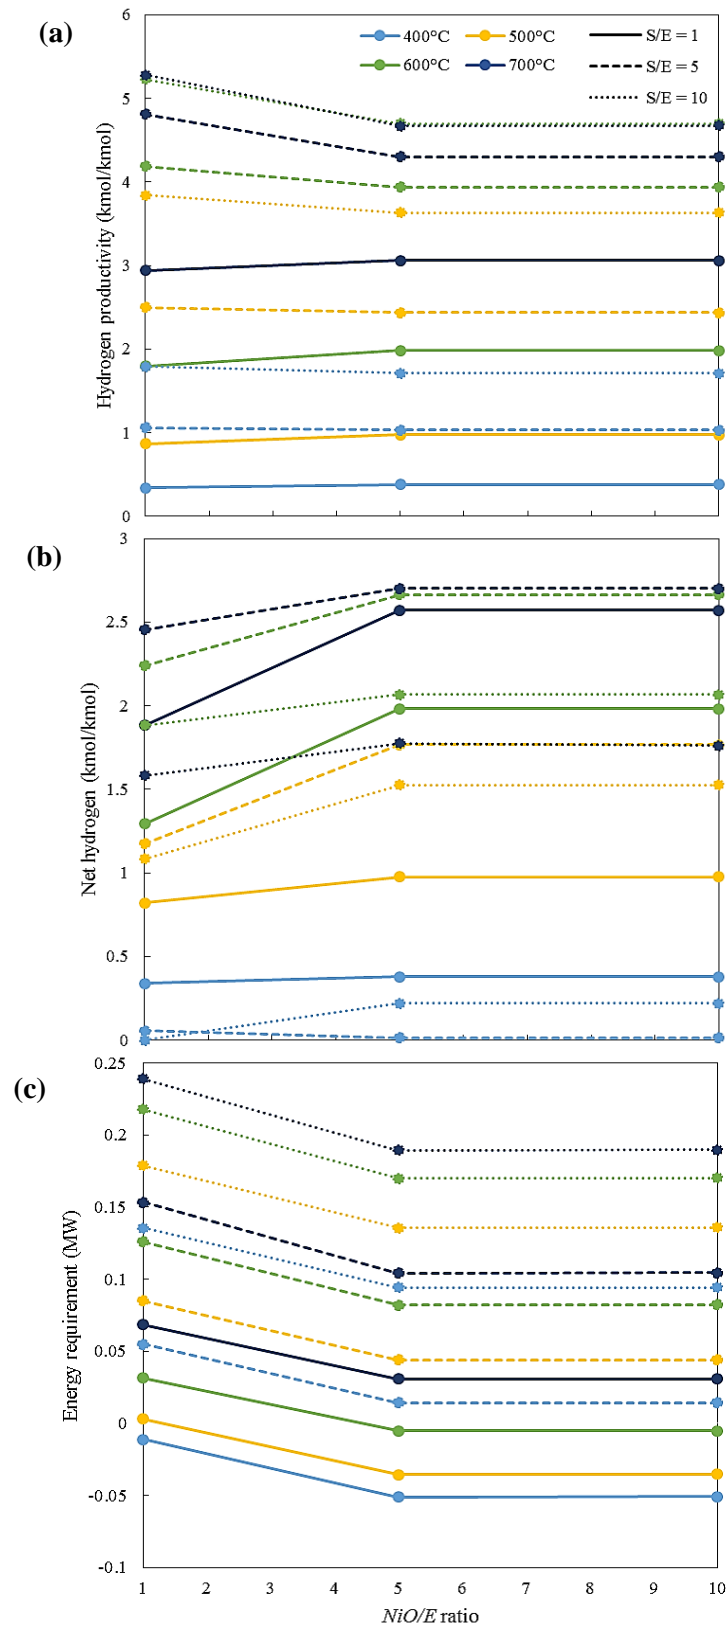 (a)
Hydrogen productivity (kmol/kmol)
6
5
4
3
2
1
0
400°C 500°C S/E = 1
600°C 700°C S/E = 5
S/E = 10
(b)
Net hydrogen (kmol/kmol)
3
2.5
2
1.5
1
0.5
0
(c)
Energy requirement (MW)
0.25
0.2
0.15
0.1
0.05
0
-0.05
-0.1
1 2 3 4 5 6 7 8 9 10
NiO/E ratio